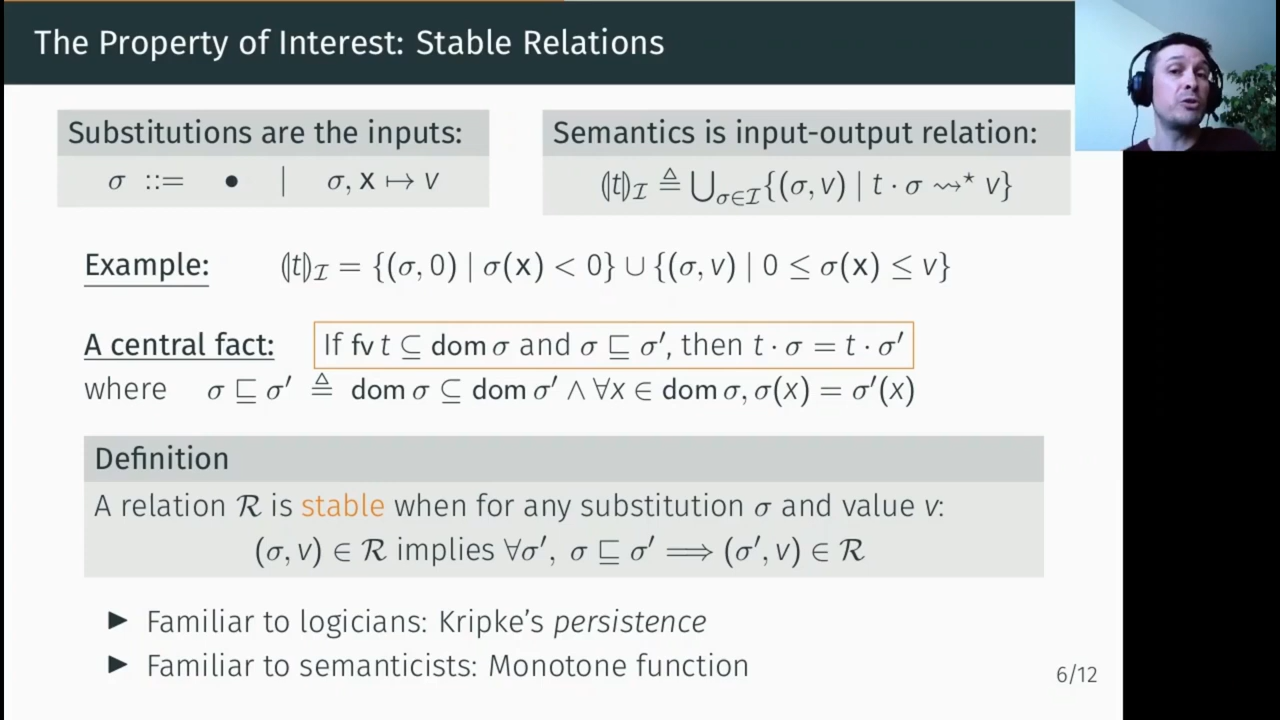 The Property of Interest: Stable Relations
Substitutions are the inputs:
σ ::= • | σ, x ↦ v
Semantics is input-output relation:
⦇t⦈_ℐ ≜ ⋃_{σ∈ℐ}{(σ, v) | t · σ ⇝* v}
Example: ⦇t⦈_ℐ = {(σ, 0) | σ(x) < 0} ∪ {(σ, v) | 0 ≤ σ(x) ≤ v}
A central fact: If fv t ⊆ dom σ and σ ⊑ σ′, then t · σ = t · σ′
where σ ⊑ σ′ ≜ dom σ ⊆ dom σ′ ∧ ∀x ∈ dom σ, σ(x) = σ′(x)
Definition
A relation ℛ is stable when for any substitution σ and value v:
(σ, v) ∈ ℛ implies ∀σ′, σ ⊑ σ′ ⟹ (σ′, v) ∈ ℛ
▶ Familiar to logicians: Kripke's persistence
▶ Familiar to semanticists: Monotone function
6/12